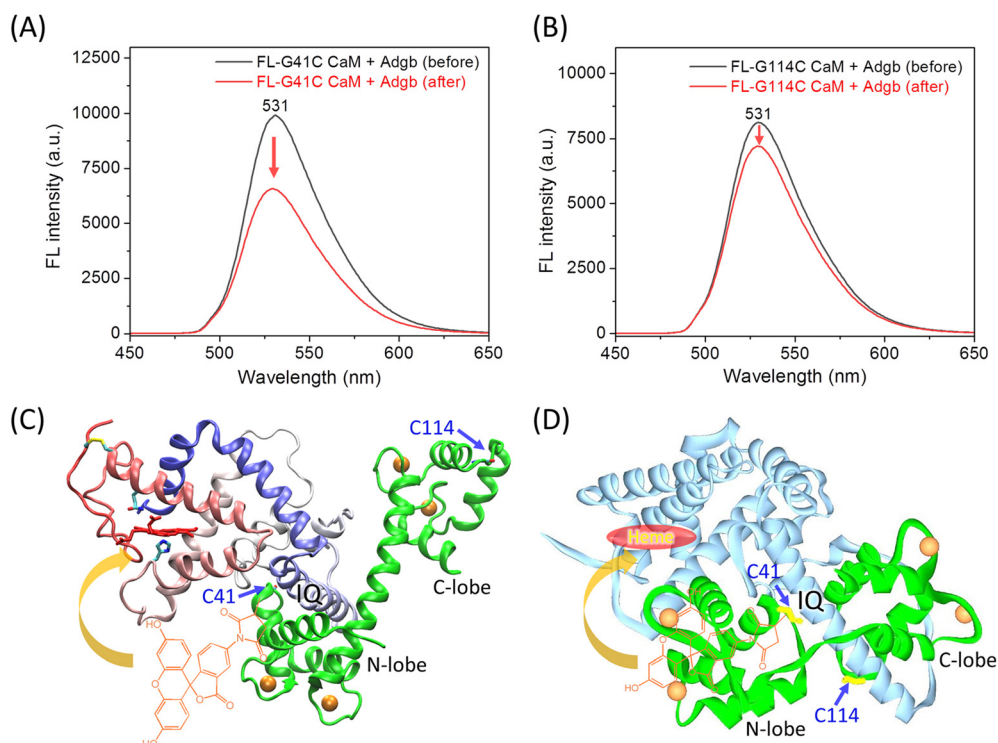 (A)
FL-G41C CaM + Adgb (before)
FL-G41C CaM + Adgb (after)
531
12500
10000
7500
5000
2500
0
FL intensity (a.u.)
450 500 550 600 650
Wavelength (nm)
(B)
FL-G114C CaM + Adgb (before)
FL-G114C CaM + Adgb (after)
531
10000
7500
5000
2500
0
FL intensity (a.u.)
450 500 550 600 650
Wavelength (nm)
(C)
C114
C41
IQ
C-lobe
N-lobe
HO
O
N
O
O
O
O
HO
(D)
Heme
C41
IQ
C-lobe
C114
N-lobe
HO
O